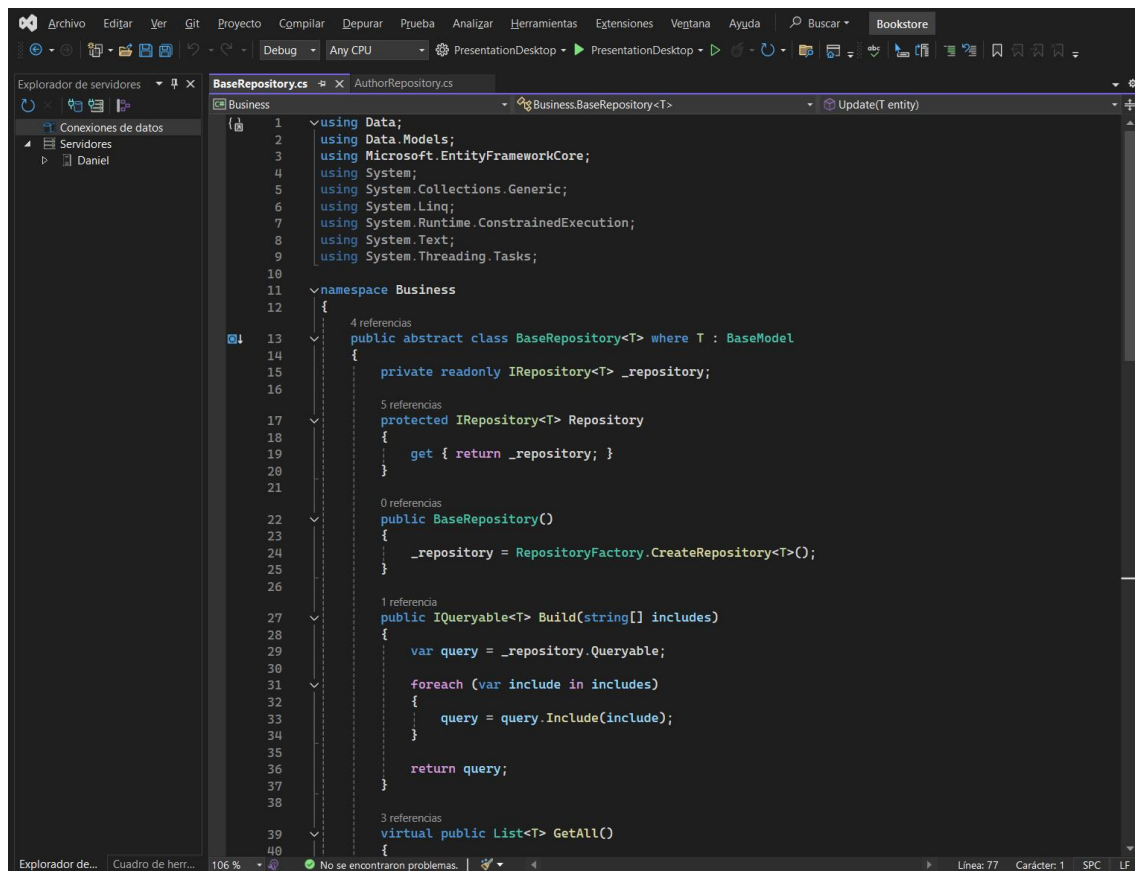 Archivo Editar Ver Git Proyecto Compilar Depurar Prueba Analizar Herramientas Extensiones Ventana Ayuda Buscar Bookstore
Debug Any CPU PresentationDesktop PresentationDesktop
Explorador de servidores
Conexiones de datos
Servidores
Daniel
BaseRepository.cs AuthorRepository.cs
Business Business.BaseRepository<T> Update(T entity)
1 using Data;
2 using Data.Models;
3 using Microsoft.EntityFrameworkCore;
4 using System;
5 using System.Collections.Generic;
6 using System.Linq;
7 using System.Runtime.ConstrainedExecution;
8 using System.Text;
9 using System.Threading.Tasks;
10
11 namespace Business
12 {
4 referencias
13 public abstract class BaseRepository<T> where T : BaseModel
14 {
15 private readonly IRepository<T> _repository;
16
5 referencias
17 protected IRepository<T> Repository
18 {
19 get { return _repository; }
20 }
21
0 referencias
22 public BaseRepository()
23 {
24 _repository = RepositoryFactory.CreateRepository<T>();
25 }
26
1 referencia
27 public IQueryable<T> Build(string[] includes)
28 {
29 var query = _repository.Queryable;
30
31 foreach (var include in includes)
32 {
33 query = query.Include(include);
34 }
35
36 return query;
37 }
38
3 referencias
39 virtual public List<T> GetAll()
40 {
Explorador de... Cuadro de herr... 106 % No se encontraron problemas. Línea: 77 Carácter: 1 SPC LF